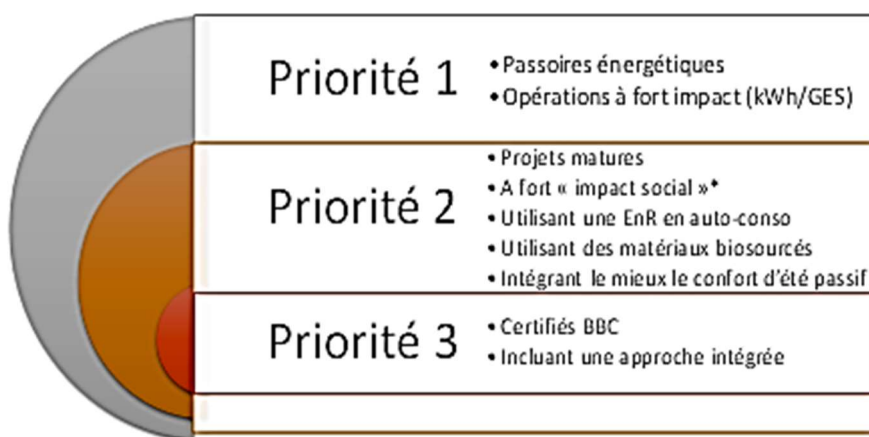 Priorité 1
• Passoires énergétiques
• Opérations à fort impact (kWh/GES)
Priorité 2
• Projets matures
• A fort « impact social »*
• Utilisant une EnR en auto-conso
• Utilisant des matériaux biosourcés
• Intégrant le mieux le confort d'été passif
Priorité 3
• Certifiés BBC
• Incluant une approche intégrée